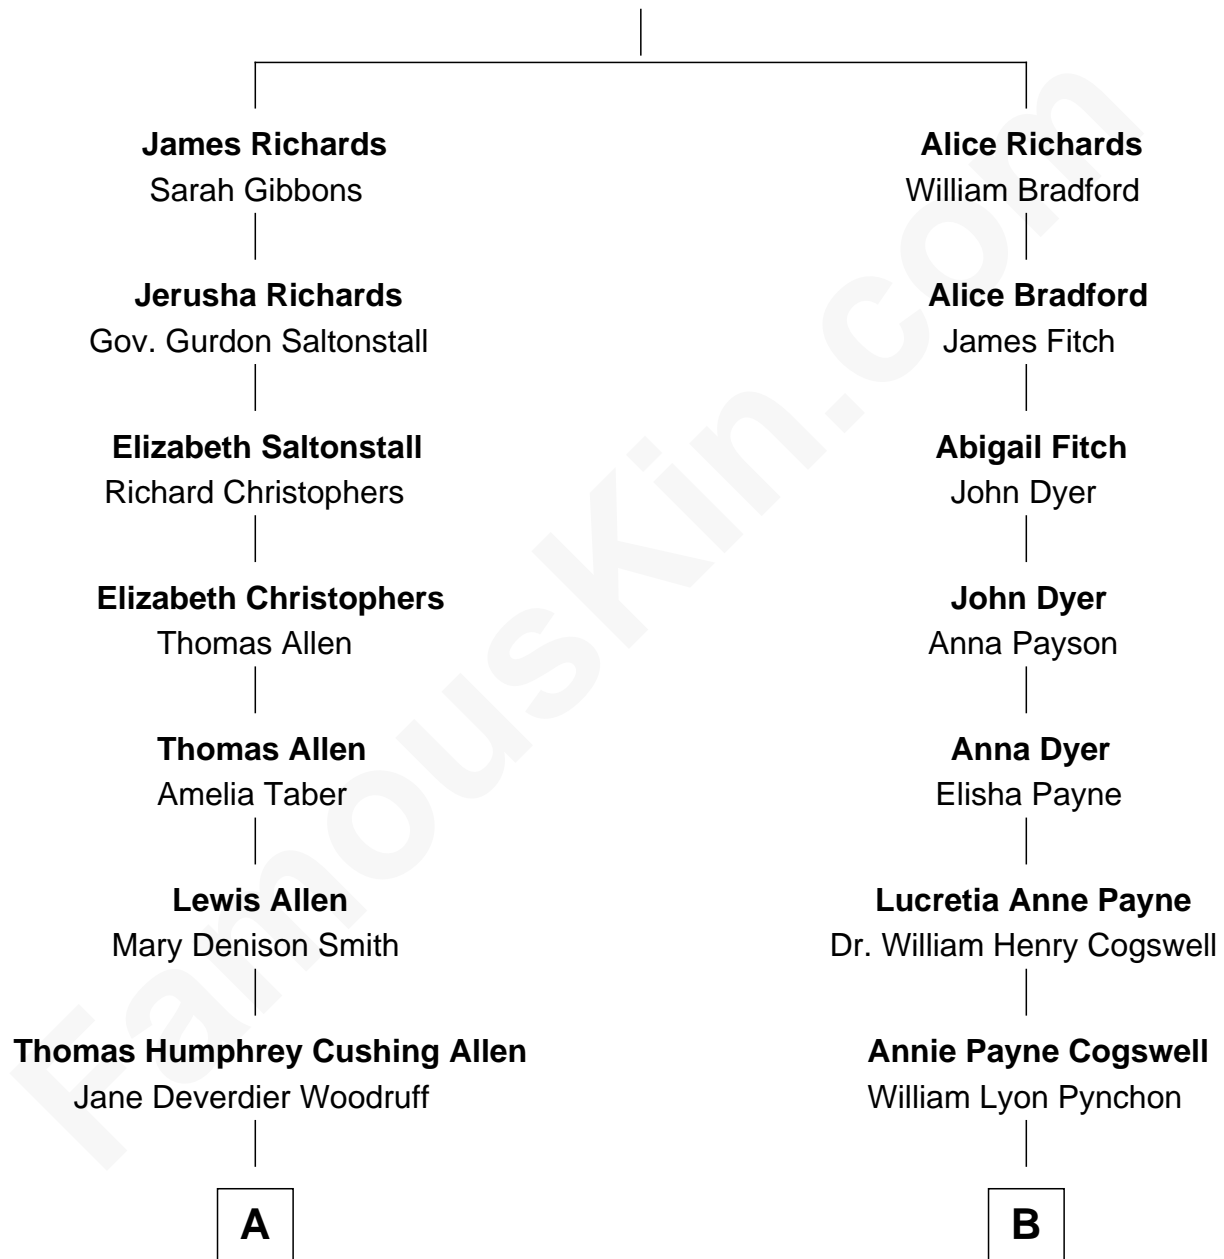 James Richards
Sarah Gibbons
Jerusha Richards
Gov. Gurdon Saltonstall
Elizabeth Saltonstall
Richard Christophers
Elizabeth Christophers
Thomas Allen
Thomas Allen
Amelia Taber
Lewis Allen
Mary Denison Smith
Thomas Humphrey Cushing Allen
Jane Deverdier Woodruff
A
Alice Richards
William Bradford
Alice Bradford
James Fitch
Abigail Fitch
John Dyer
John Dyer
Anna Payson
Anna Dyer
Elisha Payne
Lucretia Anne Payne
Dr. William Henry Cogswell
Annie Payne Cogswell
William Lyon Pynchon
B
FamousKin.com